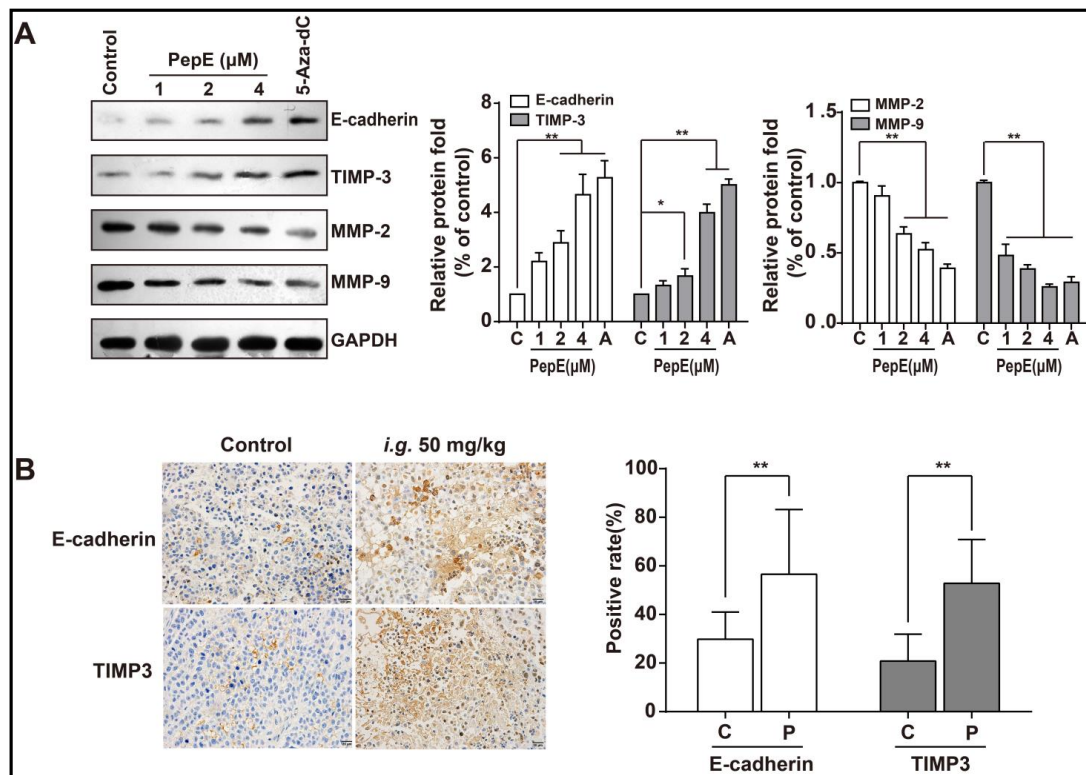 A
Control
PepE (μM)
1 2 4
5-Aza-dC
E-cadherin
TIMP-3
MMP-2
MMP-9
GAPDH
Relative protein fold
(% of control)
8
6
4
2
0
E-cadherin
TIMP-3
**
**
*
C 1 2 4 A C 1 2 4 A
PepE(μM) PepE(μM)
Relative protein fold
(% of control)
1.5
1.0
0.5
0.0
MMP-2
MMP-9
**
**
C 1 2 4 A C 1 2 4 A
PepE(μM) PepE(μM)
B
Control i.g. 50 mg/kg
E-cadherin
TIMP3
Positive rate(%)
100
80
60
40
20
0
**
**
C P C P
E-cadherin TIMP3